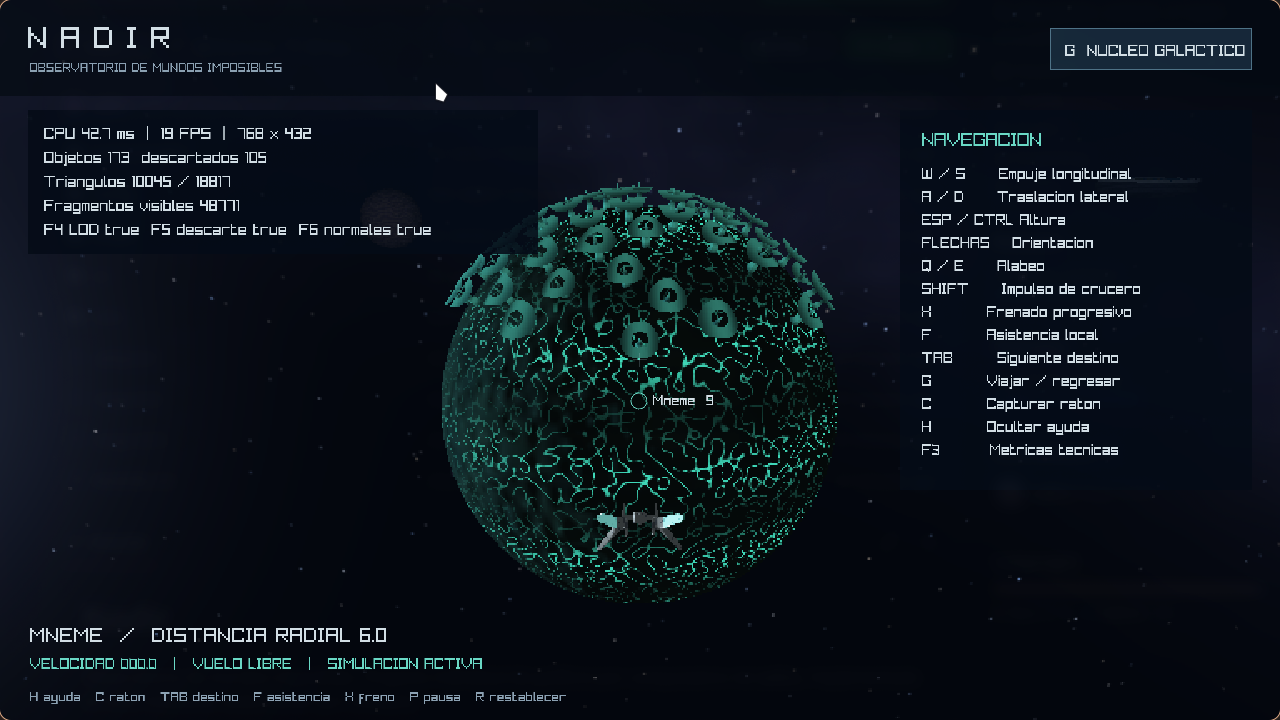 NADIR
OBSERVATORIO DE MUNDOS IMPOSIBLES
G NUCLEO GALACTICO
CPU 42.7 ms | 19 FPS | 768 x 432
Objetos 173 descartados 105
Triangulos 10045 / 18817
Fragmentos visibles 48771
F4 LOD true F5 descarte true F6 normales true
NAVEGACION
W / S Empuje longitudinal
A / D Traslacion lateral
ESP / CTRL Altura
FLECHAS Orientacion
Q / E Alabeo
SHIFT Impulso de crucero
X Frenado progresivo
F Asistencia local
TAB Siguiente destino
G Viajar / regresar
C Capturar raton
H Ocultar ayuda
F3 Metricas tecnicas
Mneme 9
MNEME / DISTANCIA RADIAL 6.0
VELOCIDAD 000.0 | VUELO LIBRE | SIMULACION ACTIVA
H ayuda C raton TAB destino F asistencia X freno P pausa R restablecer